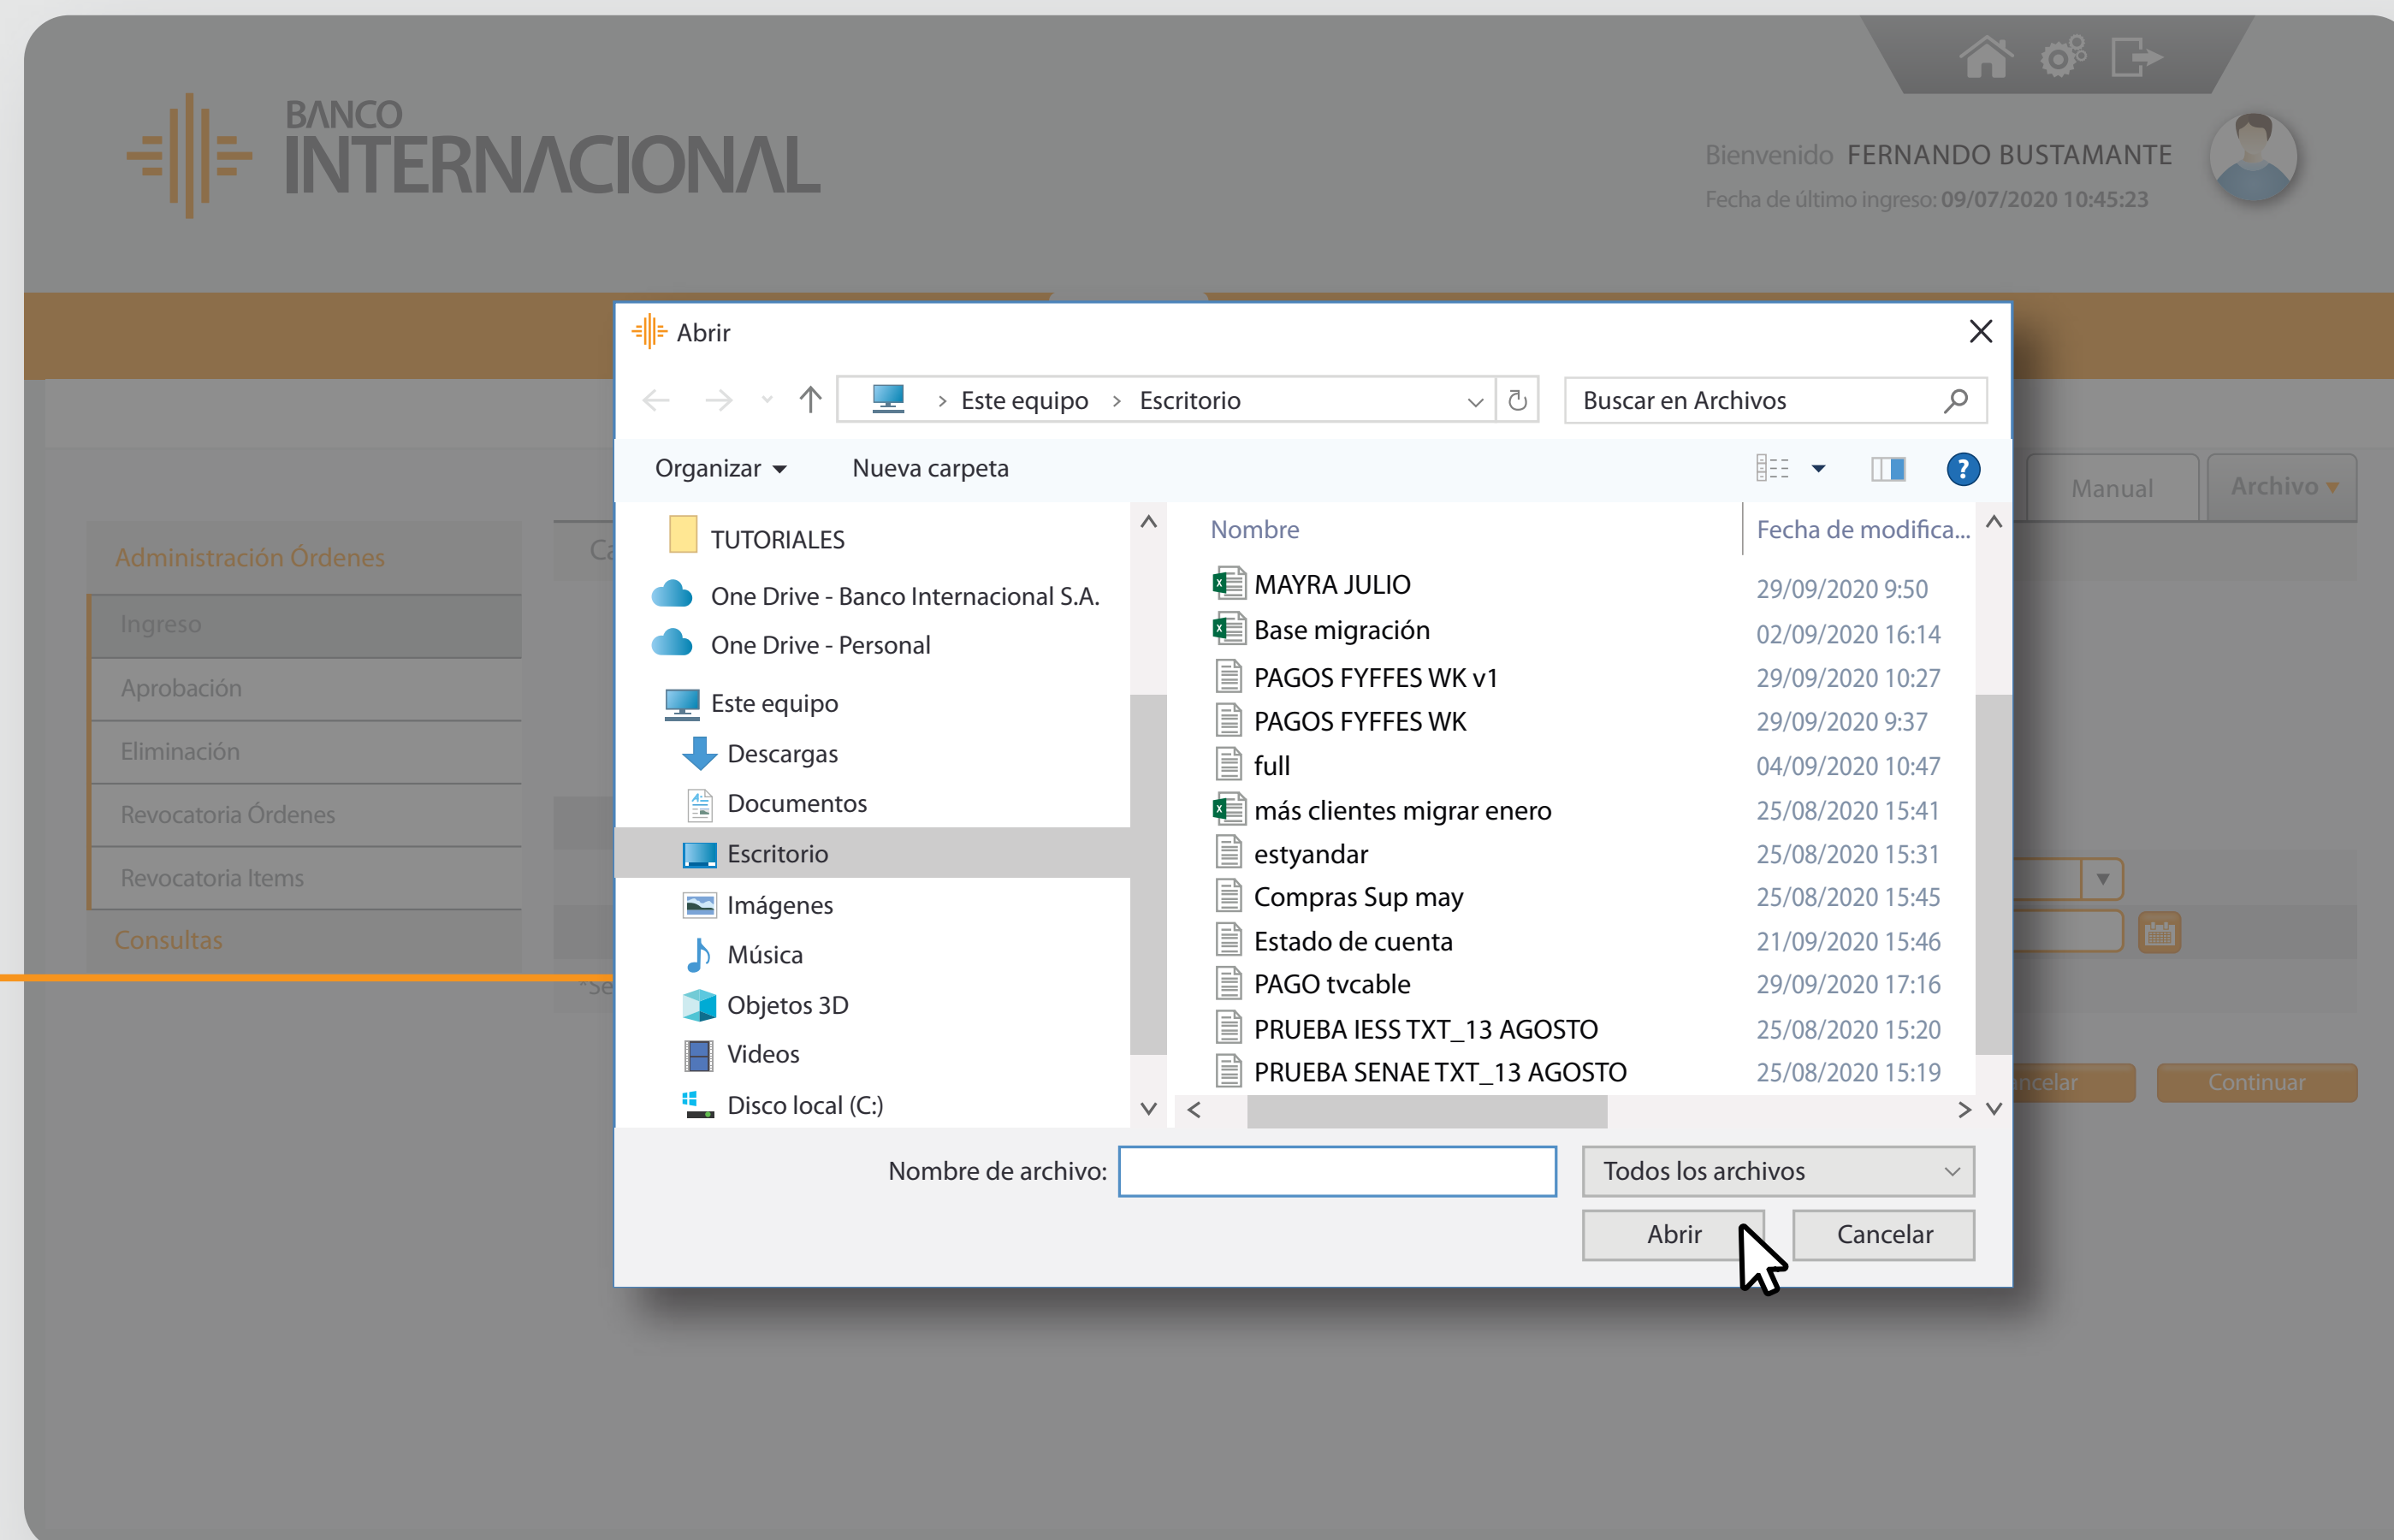 BANCO
INTERNACIONAL
Bienvenido FERNANDO BUSTAMANTE
Fecha de último ingreso: 09/07/2020 10:45:23
Abrir
Este equipo > Escritorio
Buscar en Archivos
Organizar
Nueva carpeta
?
Manual
Archivo
Administración Órdenes
Ingreso
Aprobación
Eliminación
Revocatoria Órdenes
Revocatoria Items
Consultas
TUTORIALES
One Drive - Banco Internacional S.A.
One Drive - Personal
Este equipo
Descargas
Documentos
Escritorio
Imágenes
Música
Objetos 3D
Videos
Disco local (C:)
Nombre Fecha de modifica...
MAYRA JULIO 29/09/2020 9:50
Base migración 02/09/2020 16:14
PAGOS FYFFES WK v1 29/09/2020 10:27
PAGOS FYFFES WK 29/09/2020 9:37
full 04/09/2020 10:47
más clientes migrar enero 25/08/2020 15:41
estyandar 25/08/2020 15:31
Compras Sup may 25/08/2020 15:45
Estado de cuenta 21/09/2020 15:46
PAGO tvcable 29/09/2020 17:16
PRUEBA IESS TXT_13 AGOSTO 25/08/2020 15:20
PRUEBA SENAE TXT_13 AGOSTO 25/08/2020 15:19
Continuar
Nombre de archivo:
Todos los archivos
Abrir
Cancelar